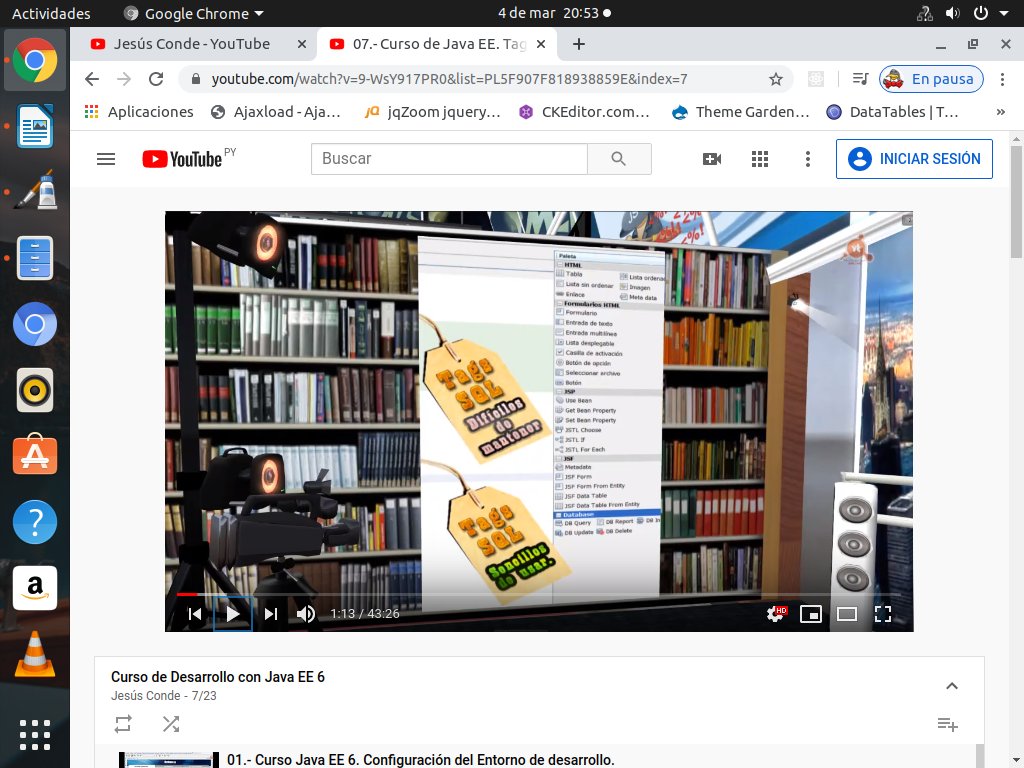 Actividades
Google Chrome
4 de mar 20:53
Jesús Conde - YouTube
07.- Curso de Java EE. Tag
youtube.com/watch?v=9-WsY917PR0&list=PL5F907F818938859E&index=7
En pausa
Aplicaciones
Ajaxload - Aja...
jqZoom jquery...
CKEditor.com...
Theme Garden...
DataTables | T...
»
YouTube PY
Buscar
INICIAR SESIÓN
Paleta
HTML
Tabla
Lista ordenar
Lista sin ordenar
Imagen
Enlace
Meta data
Formularios HTML
Formulario
Entrada de texto
Entrada multilínea
Lista desplegable
Casilla de activación
Botón de opción
Seleccionar archivo
Botón
JSP
Use Bean
Get Bean Property
Set Bean Property
JSTL Choose
JSTL If
JSTL For Each
JSF
Metadata
JSF Form
JSF Form From Entity
JSF Data Table
JSF Data Table From Entity
Database
DB Query
DB Report
DB In
DB Update
DB Delete
Tags
SQL
Difíciles
de
mantener
Tags
SQL
Sencillos
de usar.
1:13 / 43:26
HD
Curso de Desarrollo con Java EE 6
Jesús Conde - 7/23
01.- Curso Java EE 6. Configuración del Entorno de desarrollo.